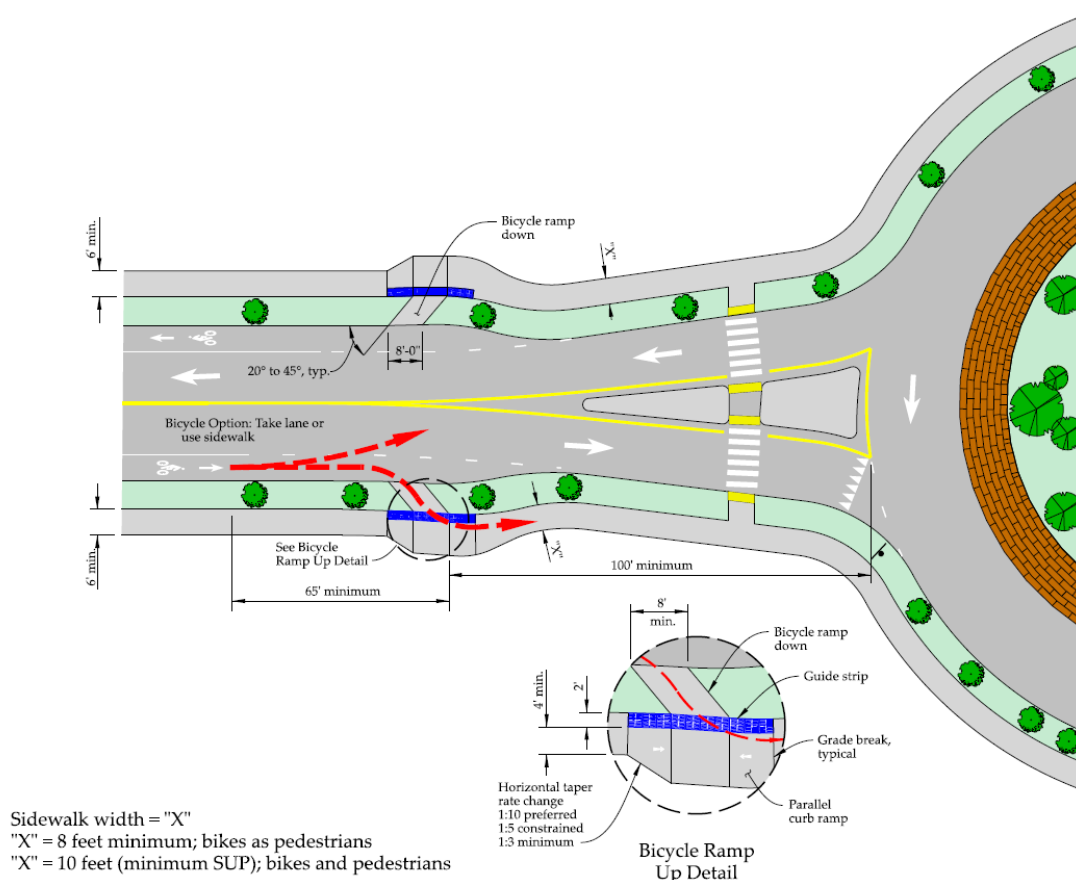 Bicycle ramp
down
6' min.
"X"
8'-0"
20° to 45°, typ.
Bicycle Option: Take lane or
use sidewalk
See Bicycle
Ramp Up Detail
"X"
6' min.
65' minimum
100' minimum
8'
min.
Bicycle ramp
down
2'
4' min.
Guide strip
Grade break,
typical
Horizontal taper
rate change
1:10 preferred
1:5 constrained
1:3 minimum
Parallel
curb ramp
Bicycle Ramp
Up Detail
Sidewalk width = "X"
"X" = 8 feet minimum; bikes as pedestrians
"X" = 10 feet (minimum SUP); bikes and pedestrians